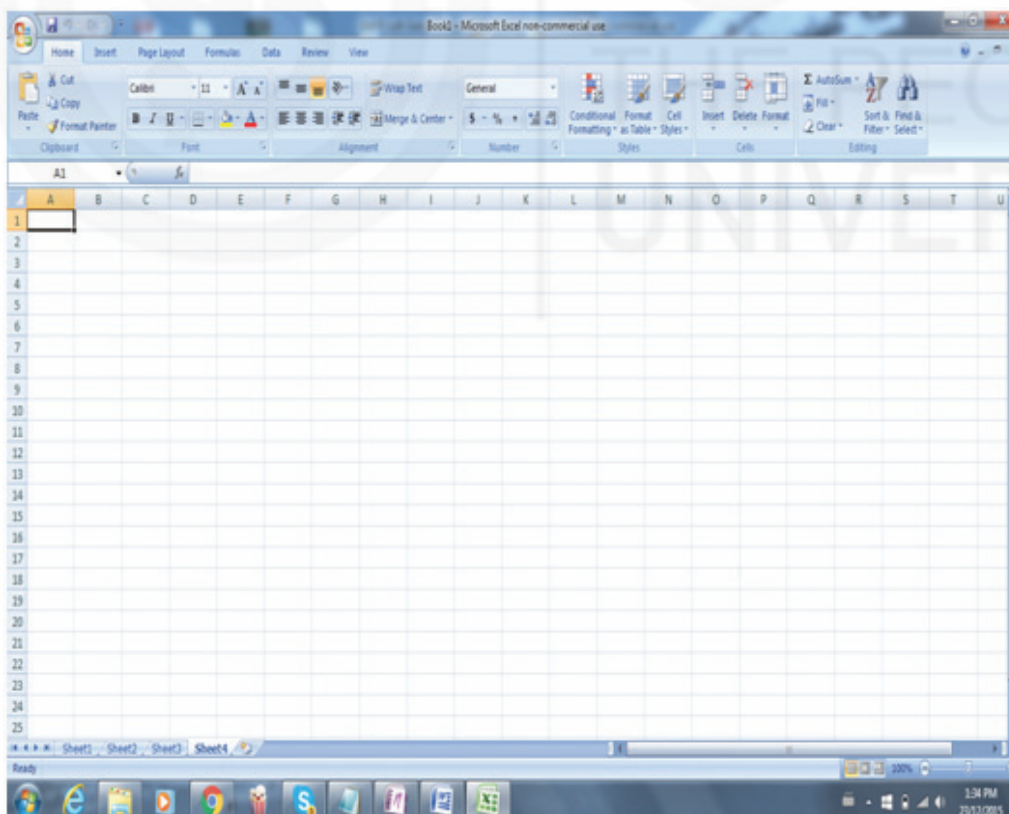 Book1 - Microsoft Excel non-commercial use
Home Insert Page Layout Formulas Data Review View
Cut
Copy
Format Painter
Paste
Clipboard
Calibri 11 A A
B I U A
Font
Wrap Text
Merge & Center
Alignment
General
$ % ,
Number
Conditional Formatting
Format as Table
Cell Styles
Styles
Insert Delete Format
Cells
Σ AutoSum
Fill
Clear
Sort & Filter
Find & Select
Editing
A1 fx
A B C D E F G H I J K L M N O P Q R S T U
1
2
3
4
5
6
7
8
9
10
11
12
13
14
15
16
17
18
19
20
21
22
23
24
25
Sheet1 Sheet2 Sheet3 Sheet4
Ready 100%
1:34 PM
23/12/2015
UNIVER